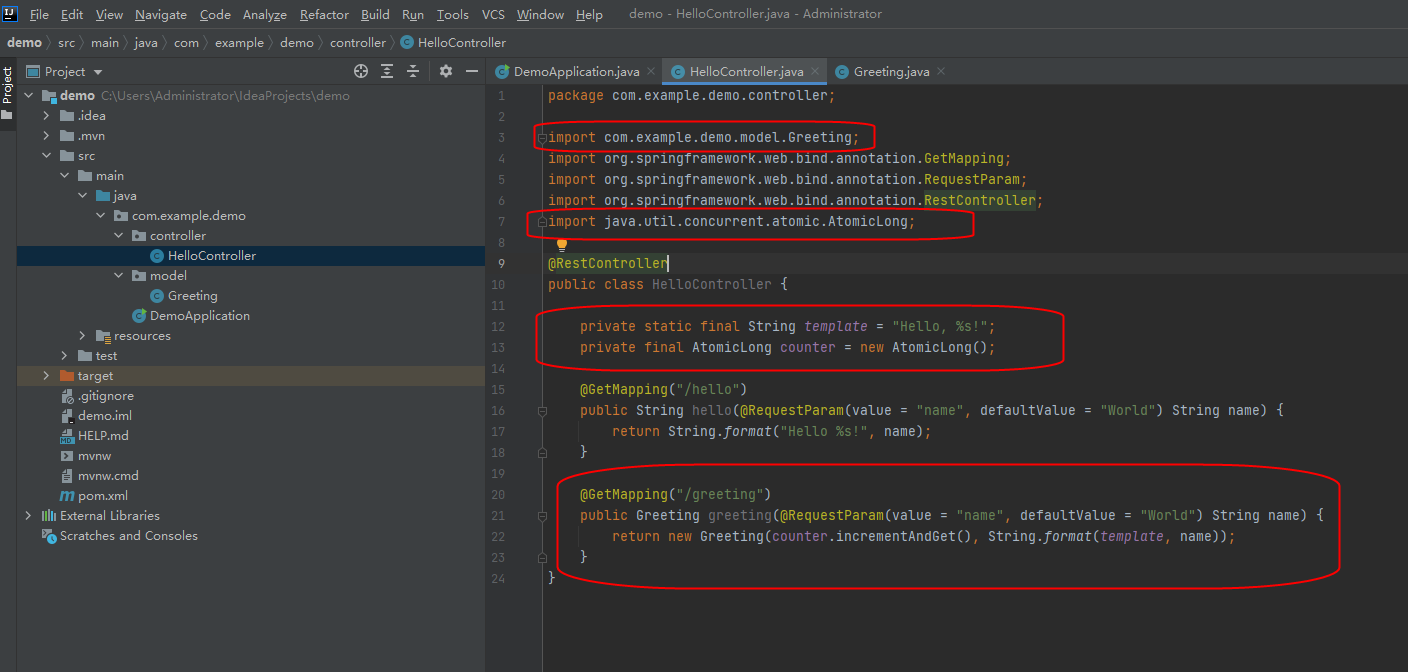 IJ File Edit View Navigate Code Analyze Refactor Build Run Tools VCS Window Help demo - HelloController.java - Administrator
demo src main java com example demo controller HelloController
Project
Project
demo C:\Users\Administrator\IdeaProjects\demo
.idea
.mvn
src
main
java
com.example.demo
controller
HelloController
model
Greeting
DemoApplication
resources
test
target
.gitignore
demo.iml
HELP.md
mvnw
mvnw.cmd
pom.xml
External Libraries
Scratches and Consoles
DemoApplication.java HelloController.java Greeting.java
1 package com.example.demo.controller;
2
3 import com.example.demo.model.Greeting;
4 import org.springframework.web.bind.annotation.GetMapping;
5 import org.springframework.web.bind.annotation.RequestParam;
6 import org.springframework.web.bind.annotation.RestController;
7 import java.util.concurrent.atomic.AtomicLong;
8
9 @RestController
10 public class HelloController {
11
12 private static final String template = "Hello, %s!";
13 private final AtomicLong counter = new AtomicLong();
14
15 @GetMapping("/hello")
16 public String hello(@RequestParam(value = "name", defaultValue = "World") String name) {
17 return String.format("Hello %s!", name);
18 }
19
20 @GetMapping("/greeting")
21 public Greeting greeting(@RequestParam(value = "name", defaultValue = "World") String name) {
22 return new Greeting(counter.incrementAndGet(), String.format(template, name));
23 }
24 }